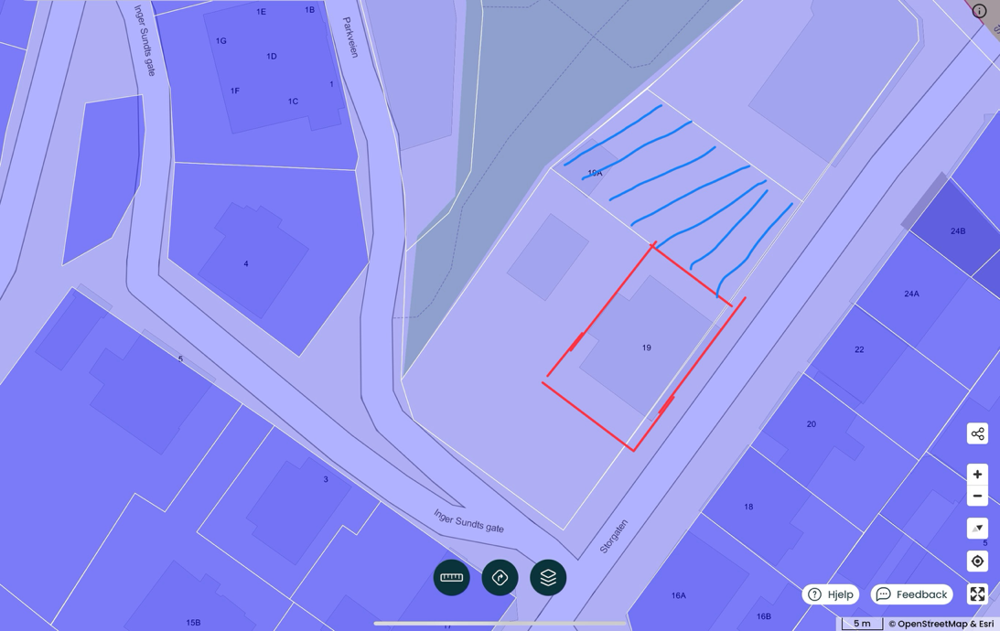 1E
1B
Inger Sundts gate
Parkveien
1G
1D
1F
1
1C
19A
4
24B
24A
19
22
5
20
3
18
Inger Sundts gate
Storgaten
5
16A
16B
15B
Hjelp
Feedback
5 m
© OpenStreetMap & Esri